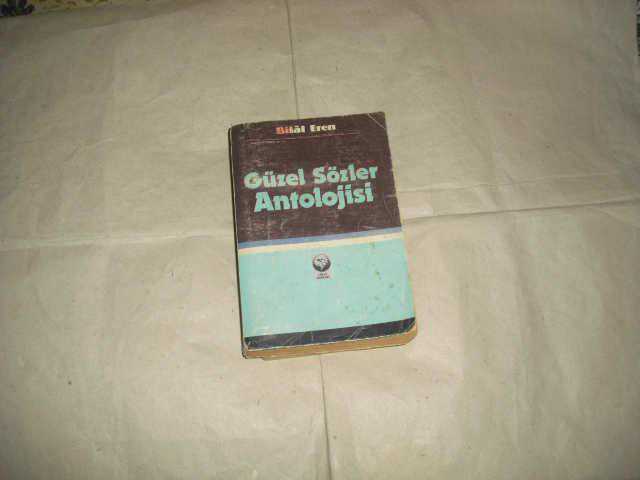 Bilâl Eren
Güzel Sözler
Antolojisi